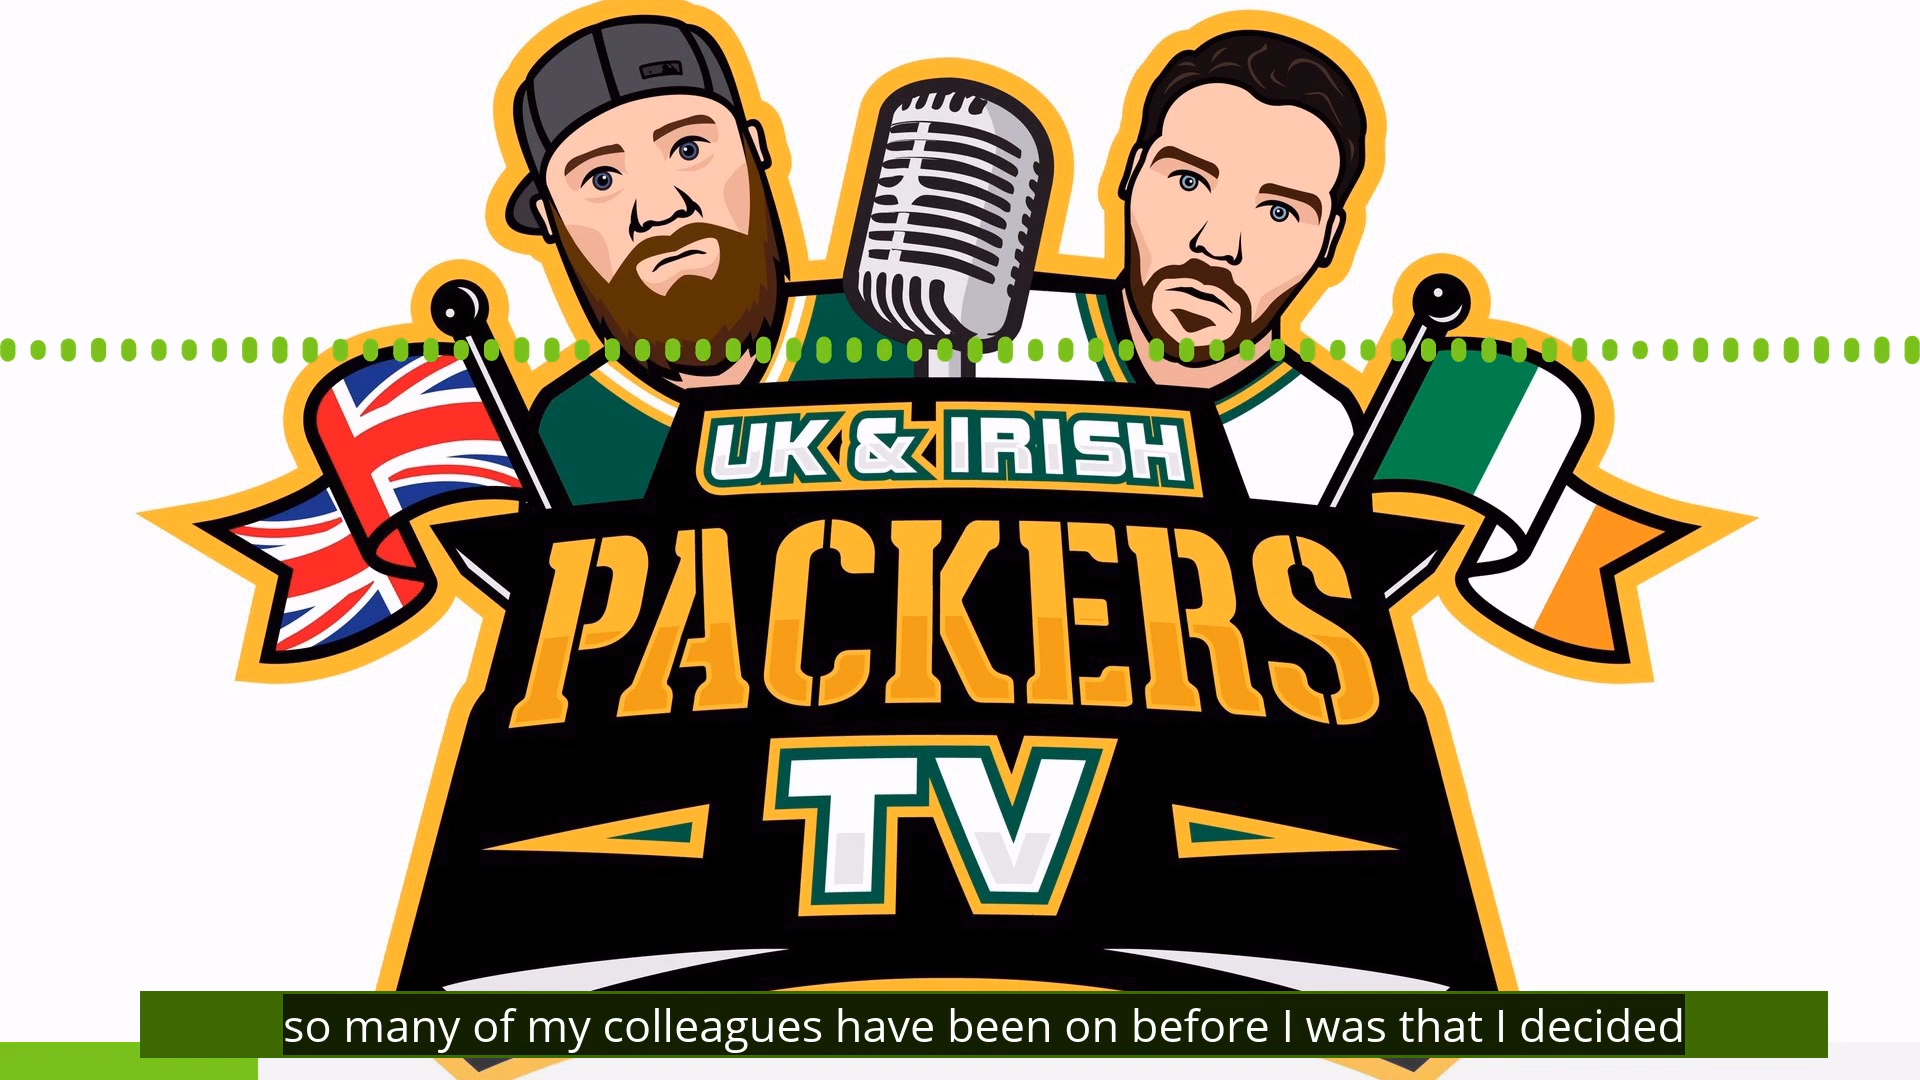 UK & IRISH
PACKERS
TV
so many of my colleagues have been on before I was that I decided